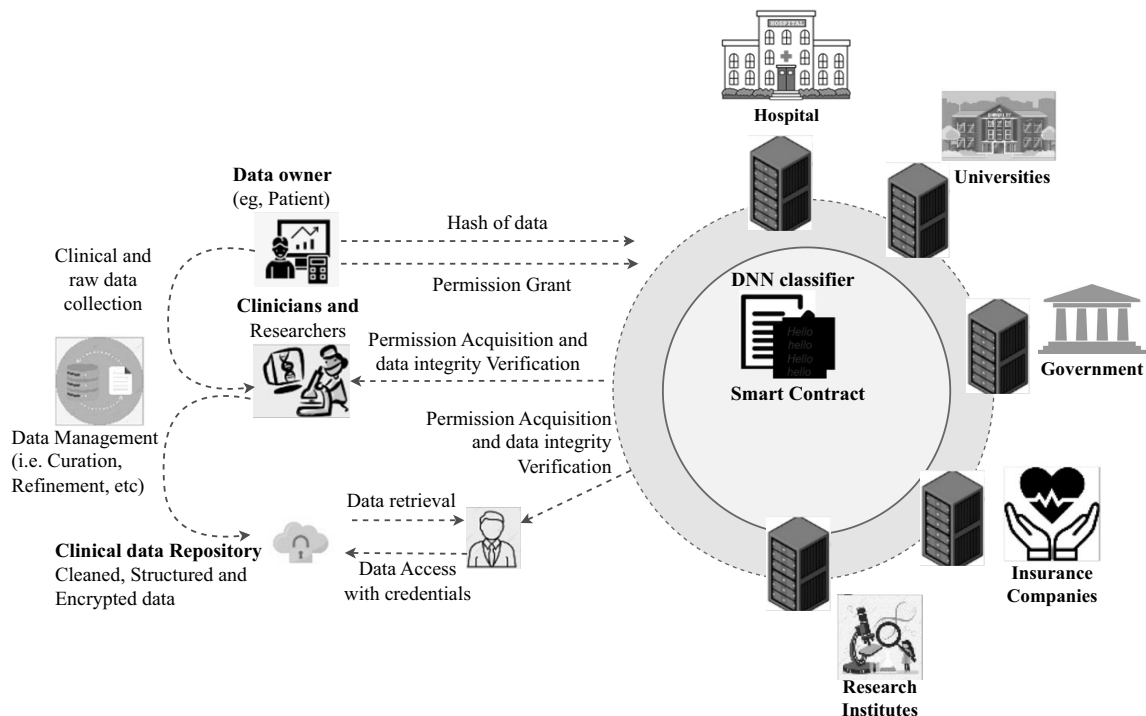 HOSPITAL
Hospital
Universities
Data owner
(eg, Patient)
Hash of data
Clinical and
raw data
collection
Permission Grant
DNN classifier
Clinicians and
Researchers
Hello
hello
Hello
hello
Permission Acquisition and
data integrity Verification
Government
Smart Contract
Permission Acquisition
and data integrity
Verification
Data Management
(i.e. Curation,
Refinement, etc)
Data retrieval
Clinical data Repository
Cleaned, Structured and
Encrypted data
Data Access
with credentials
Insurance
Companies
Research
Institutes